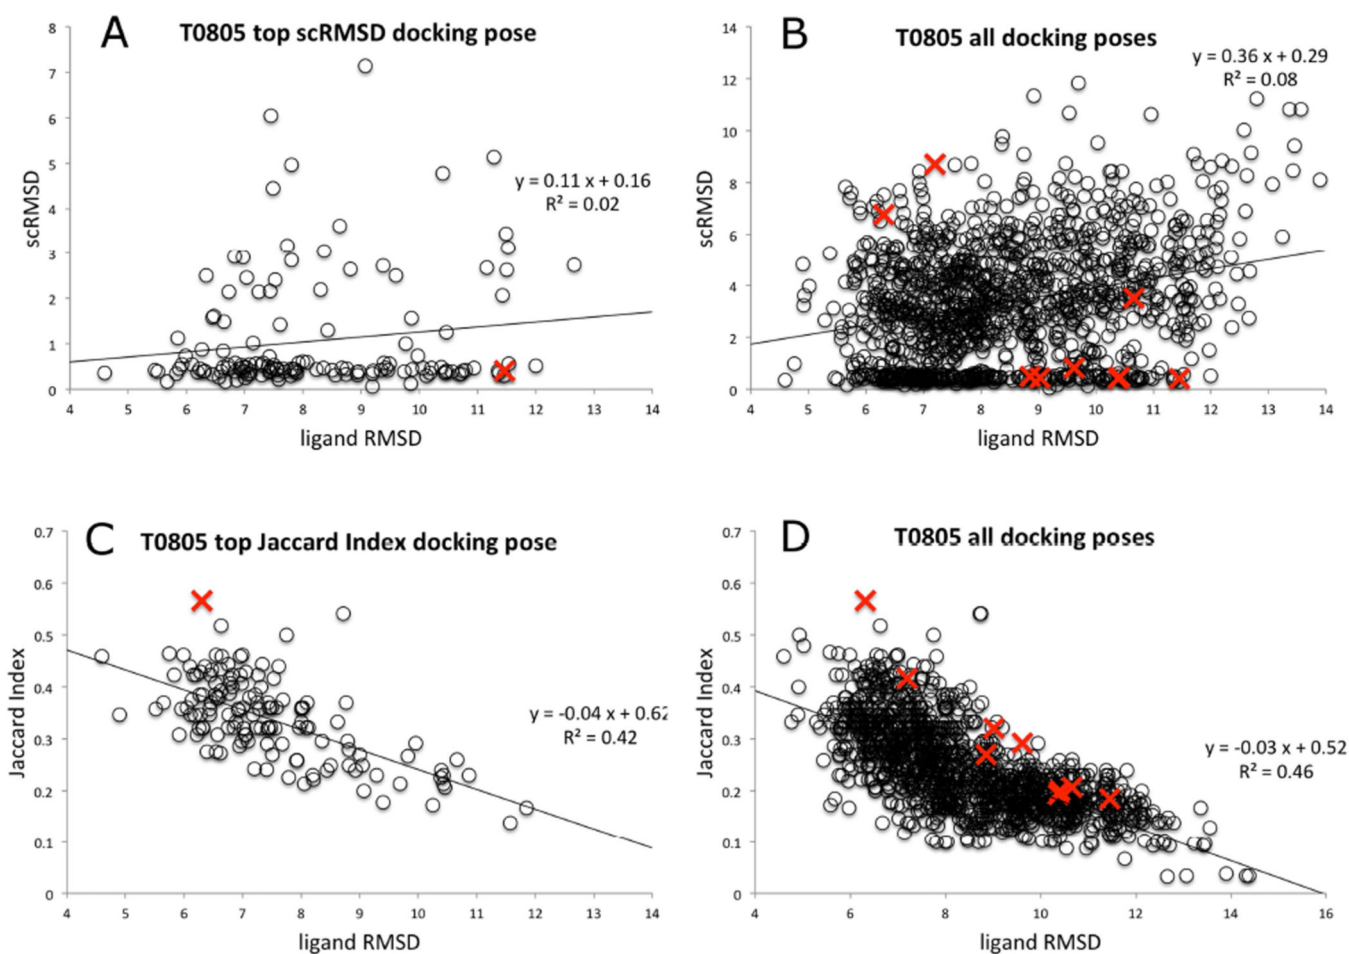 A
T0805 top scRMSD docking pose
8
7
6
5
4
3
2
1
0
scRMSD
y = 0.11 x + 0.16
R² = 0.02
4 5 6 7 8 9 10 11 12 13 14
ligand RMSD
B
T0805 all docking poses
y = 0.36 x + 0.29
R² = 0.08
14
12
10
8
6
4
2
0
scRMSD
4 5 6 7 8 9 10 11 12 13 14
ligand RMSD
C
T0805 top Jaccard Index docking pose
0.7
0.6
0.5
0.4
0.3
0.2
0.1
0
Jaccard Index
y = -0.04 x + 0.62
R² = 0.42
4 5 6 7 8 9 10 11 12 13 14
ligand RMSD
D
T0805 all docking poses
0.7
0.6
0.5
0.4
0.3
0.2
0.1
0
Jaccard Index
y = -0.03 x + 0.52
R² = 0.46
4 6 8 10 12 14 16
ligand RMSD